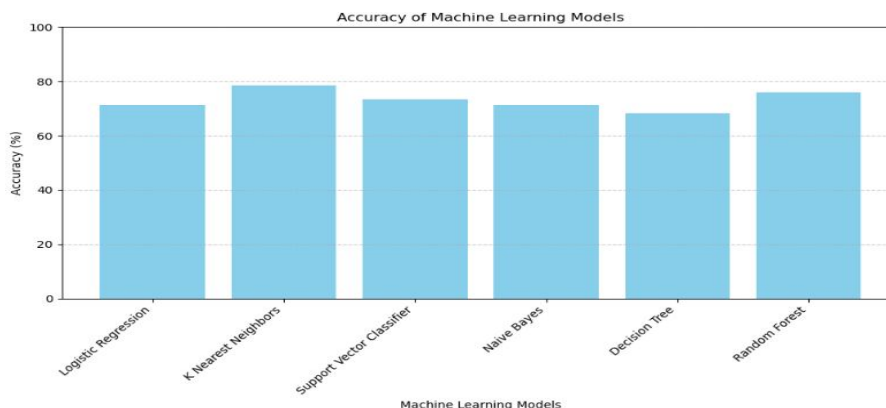 Accuracy of Machine Learning Models
100
80
60
40
20
0
Accuracy (%)
Logistic Regression
K Nearest Neighbors
Support Vector Classifier
Naive Bayes
Decision Tree
Random Forest
Machine Learning Models